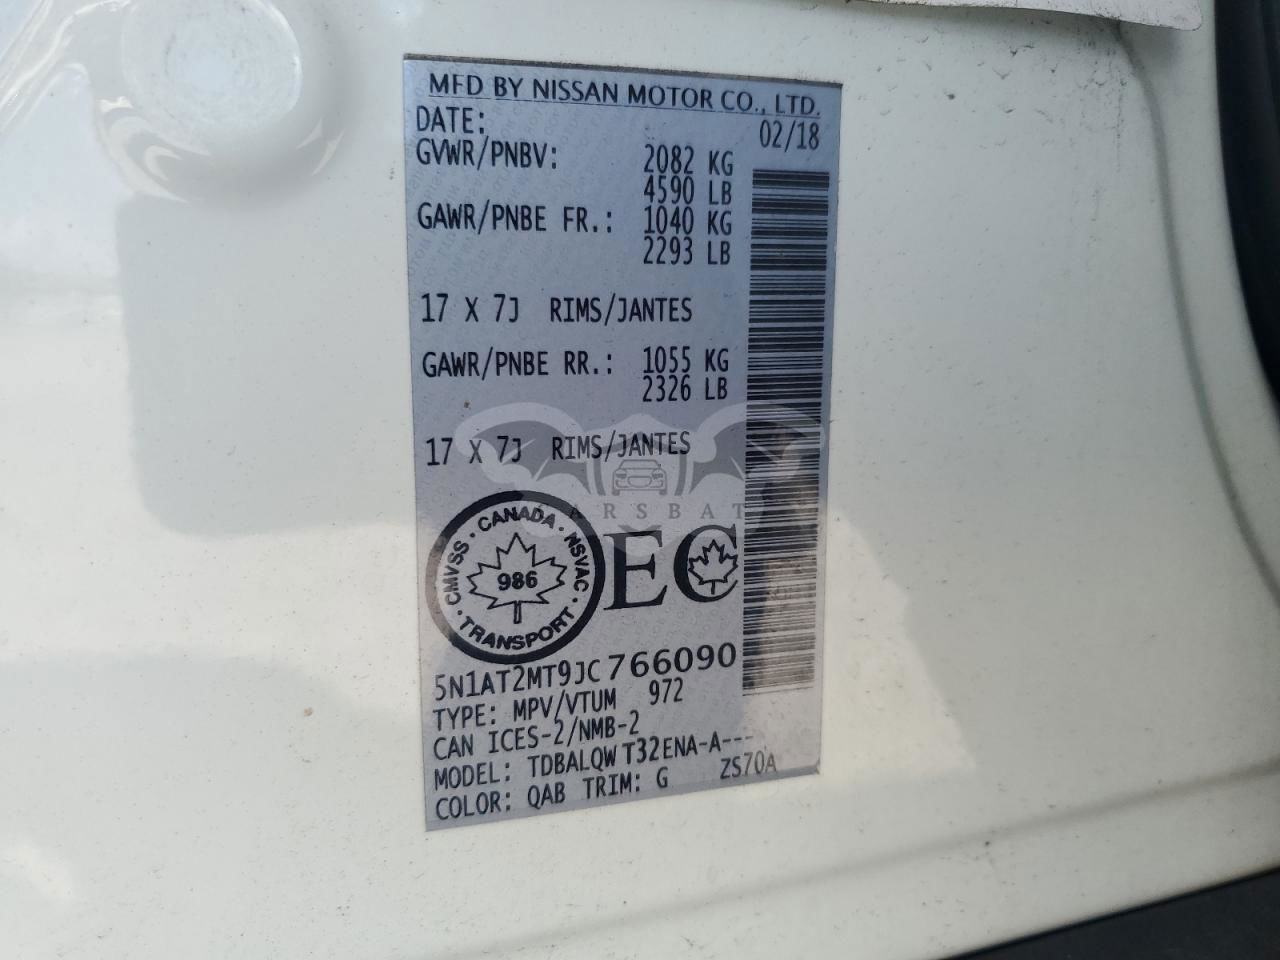 MFD BY NISSAN MOTOR CO., LTD.
DATE: 02/18
GVWR/PNBV: 2082 KG
4590 LB
GAWR/PNBE FR.: 1040 KG
2293 LB
17 X 7J RIMS/JANTES
GAWR/PNBE RR.: 1055 KG
2326 LB
17 X 7J RIMS/JANTES
CARSBAT
CMVSS · CANADA · NSVAC · TRANSPORT ·
986
EC
5N1AT2MT9JC766090
TYPE: MPV/VTUM 972
CAN ICES-2/NMB-2
MODEL: TDBALQW T32ENA-A---
COLOR: QAB TRIM: G ZS70A